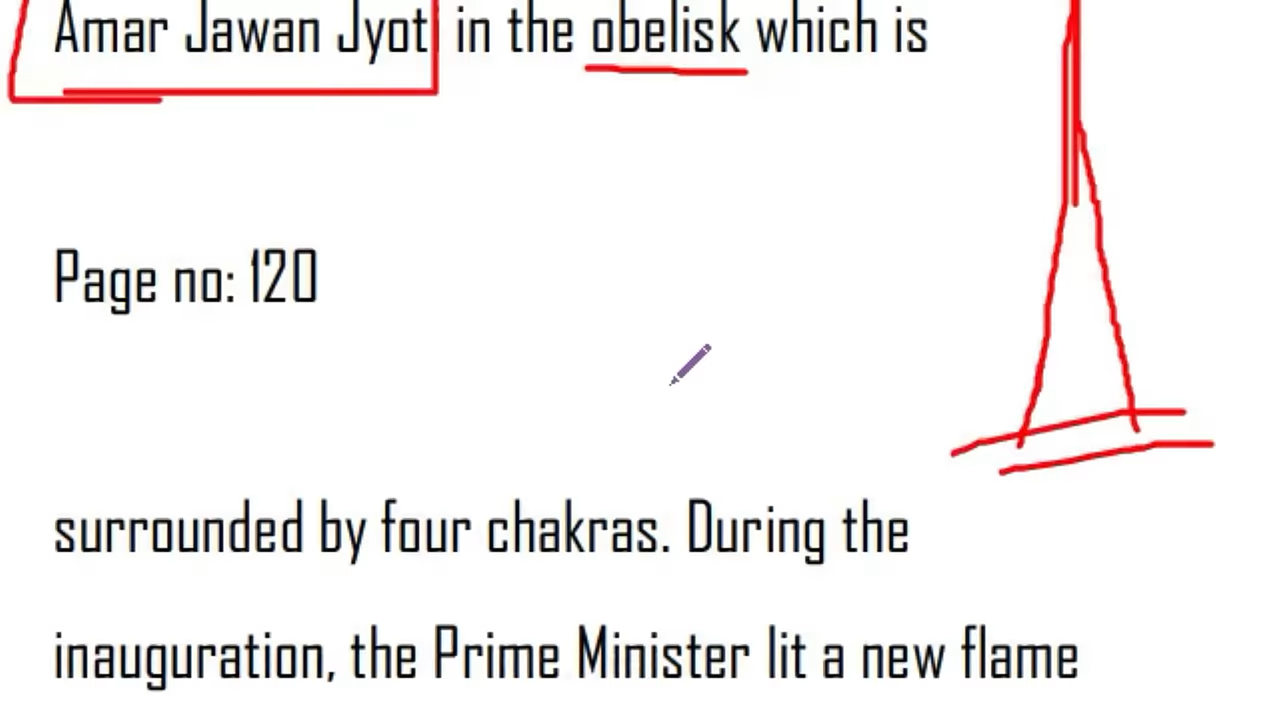 Amar Jawan Jyoti in the obelisk which is
Page no: 120
surrounded by four chakras. During the
inauguration, the Prime Minister lit a new flame